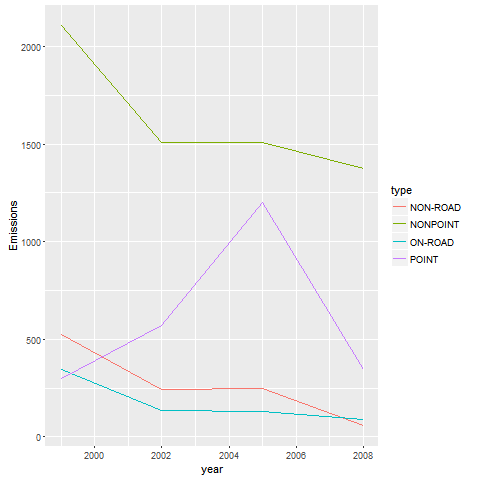 2000
1500
1000
500
0
Emissions
2000
2002
2004
2006
2008
year
type
NON-ROAD
NONPOINT
ON-ROAD
POINT